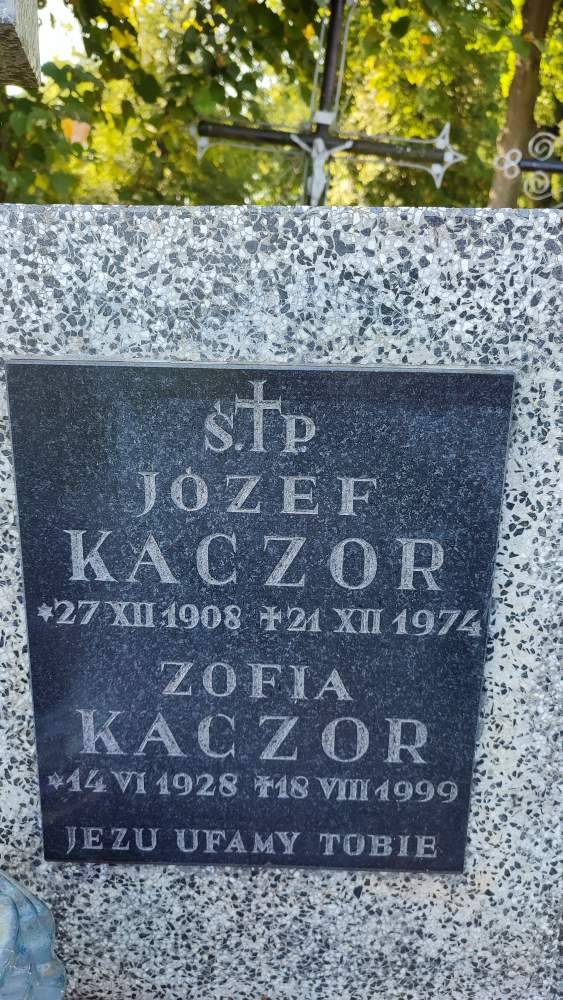 Ś.†P.
JÓZEF
KACZOR
*27 XII 1908 †21 XII 1974
ZOFIA
KACZOR
*14 VI 1928 †18 VIII 1999
JEZU UFAMY TOBIE